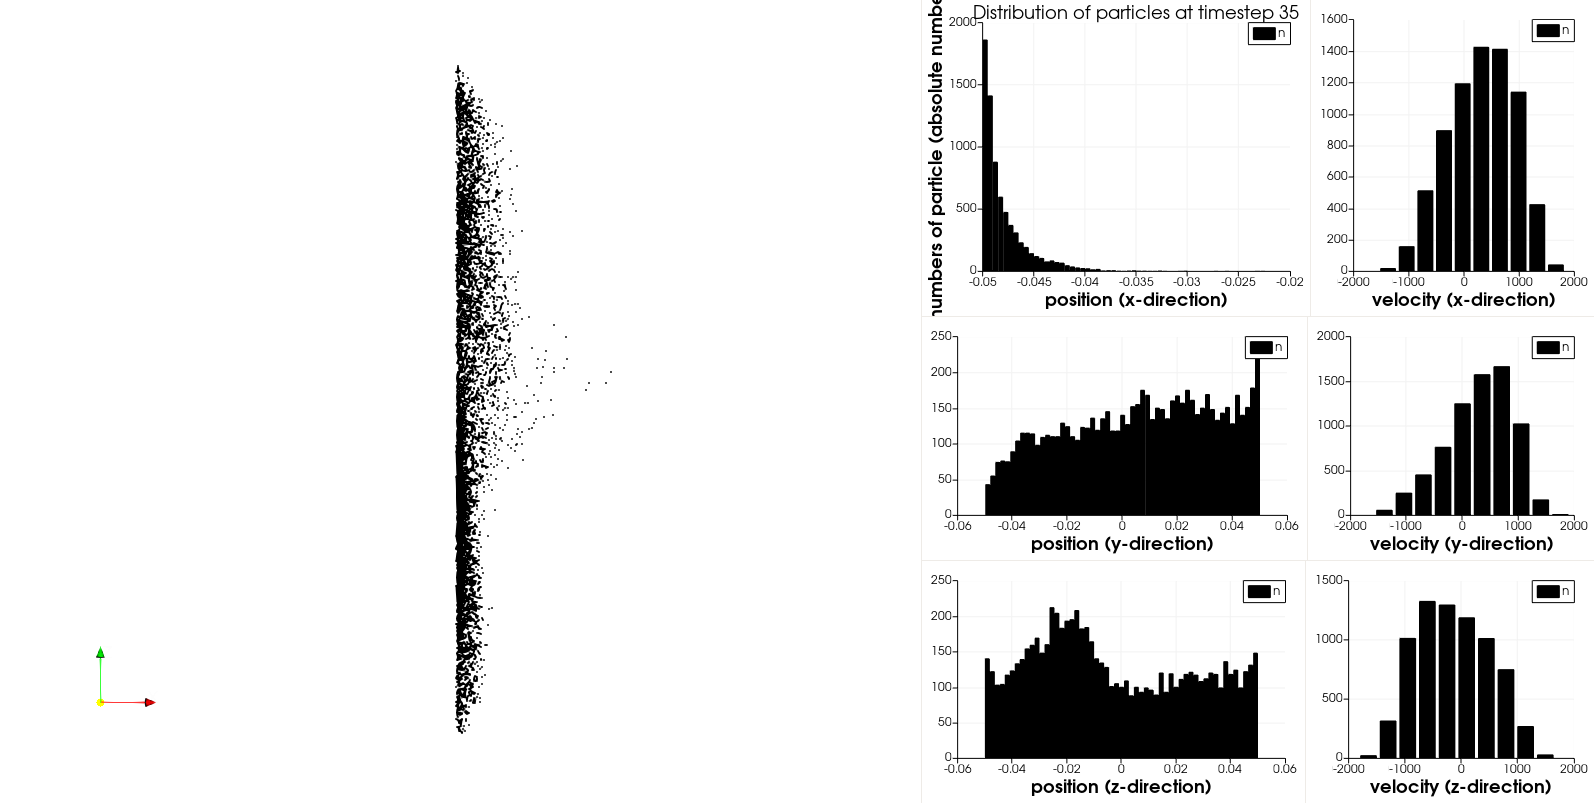 Distribution of particles at timestep 35
numbers of particle (absolute numbe
2000
1500
1000
500
0
n
-0.05 -0.045 -0.04 -0.035 -0.03 -0.025 -0.02
position (x-direction)
1600
1400
1200
1000
800
600
400
200
0
n
-2000 -1000 0 1000 2000
velocity (x-direction)
250
200
150
100
50
0
n
-0.06 -0.04 -0.02 0 0.02 0.04 0.06
position (y-direction)
2000
1500
1000
500
0
n
-2000 -1000 0 1000 2000
velocity (y-direction)
250
200
150
100
50
0
n
-0.06 -0.04 -0.02 0 0.02 0.04 0.06
position (z-direction)
1500
1000
500
0
n
-2000 -1000 0 1000 2000
velocity (z-direction)